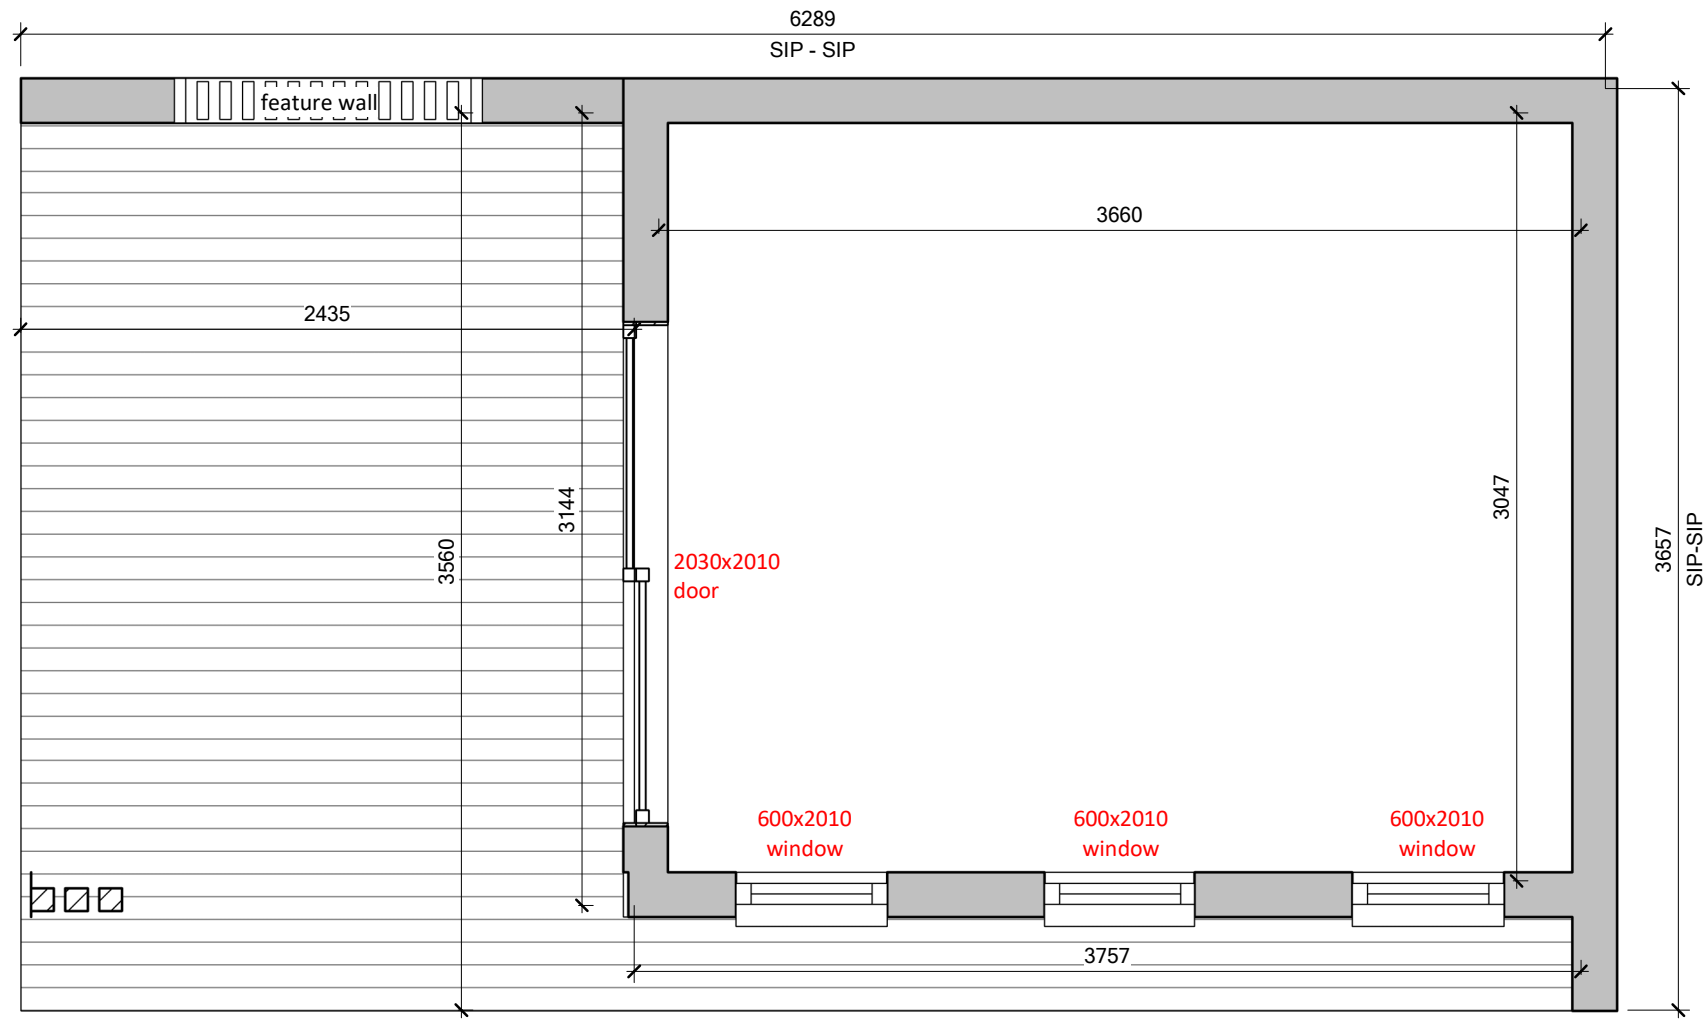 6289
SIP - SIP
feature wall
3660
2435
3144
3047
3560
3657
SIP-SIP
2030x2010
door
600x2010
window
600x2010
window
600x2010
window
3757